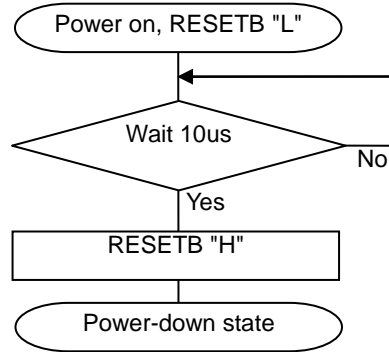 Power on, RESETB "L"
Wait 10us
No
Yes
RESETB "H"
Power-down state